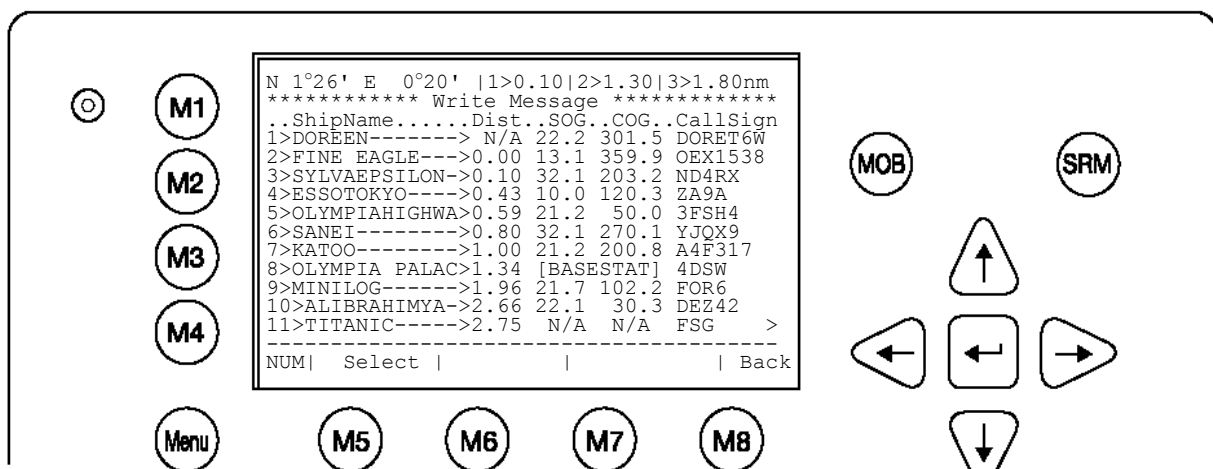 N 1°26' E  0°20' |1>0.10|2>1.30|3>1.80nm
************ Write Message *************
..ShipName......Dist..SOG..COG..CallSign
1>DOREEN-------> N/A 22.2 301.5 DORET6W
2>FINE EAGLE--->0.00 13.1 359.9 OEX1538
3>SYLVAEPSILON->0.10 32.1 203.2 ND4RX
4>ESSOTOKYO---->0.43 10.0 120.3 ZA9A
5>OLYMPIAHIGHWA>0.59 21.2  50.0 3FSH4
6>SANEI-------->0.80 32.1 270.1 YJQX9
7>KATOO-------->1.00 21.2 200.8 A4F317
8>OLYMPIA PALAC>1.34 [BASESTAT] 4DSW
9>MINILOG------>1.96 21.7 102.2 FOR6
10>ALIBRAHIMYA->2.66 22.1  30.3 DEZ42
11>TITANIC----->2.75  N/A  N/A  FSG    >
----------------------------------------
NUM|  Select |         |           | Back
M1
M2
M3
M4
Menu
M5
M6
M7
M8
MOB
SRM